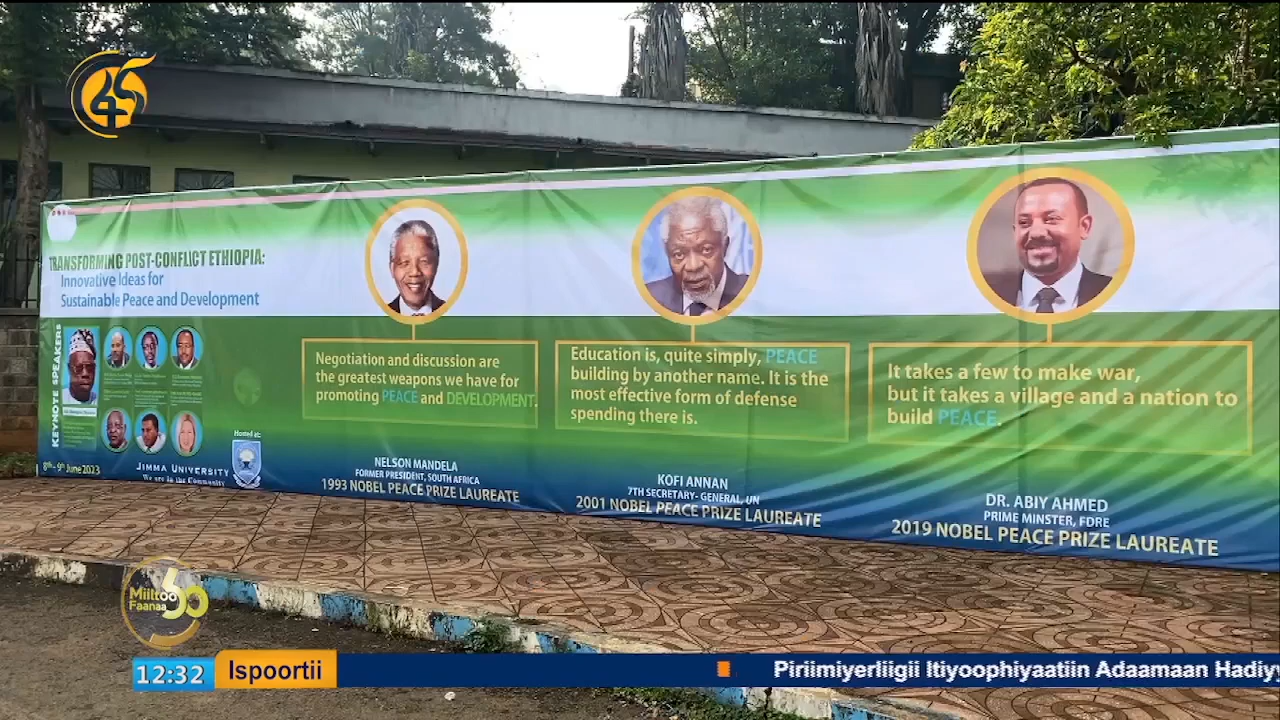 45
TRANSFORMING POST-CONFLICT ETHIOPIA:
Innovative Ideas for
Sustainable Peace and Development
KEYNOTE SPEAKERS
8th - 9th June 2023
JIMMA UNIVERSITY
We are in the Community
Hosted at:
Negotiation and discussion are
the greatest weapons we have for
promoting PEACE and DEVELOPMENT.
NELSON MANDELA
FORMER PRESIDENT, SOUTH AFRICA
1993 NOBEL PEACE PRIZE LAUREATE
Education is, quite simply, PEACE
building by another name. It is the
most effective form of defense
spending there is.
KOFI ANNAN
7TH SECRETARY- GENERAL, UN
2001 NOBEL PEACE PRIZE LAUREATE
It takes a few to make war,
but it takes a village and a nation to
build PEACE.
DR. ABIY AHMED
PRIME MINSTER, FDRE
2019 NOBEL PEACE PRIZE LAUREATE
Miiltoo
Faanaa
60
12:32 Ispoortii
Piriimiyerliigii Itiyoophiyaatiin Adaamaan Hadiyy